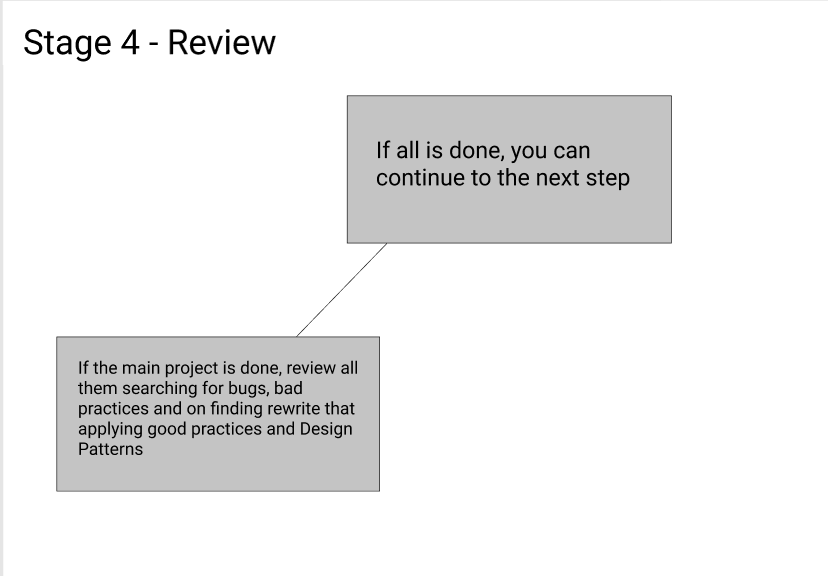 Stage 4 - Review
If all is done, you can
continue to the next step
If the main project is done, review all
them searching for bugs, bad
practices and on finding rewrite that
applying good practices and Design
Patterns